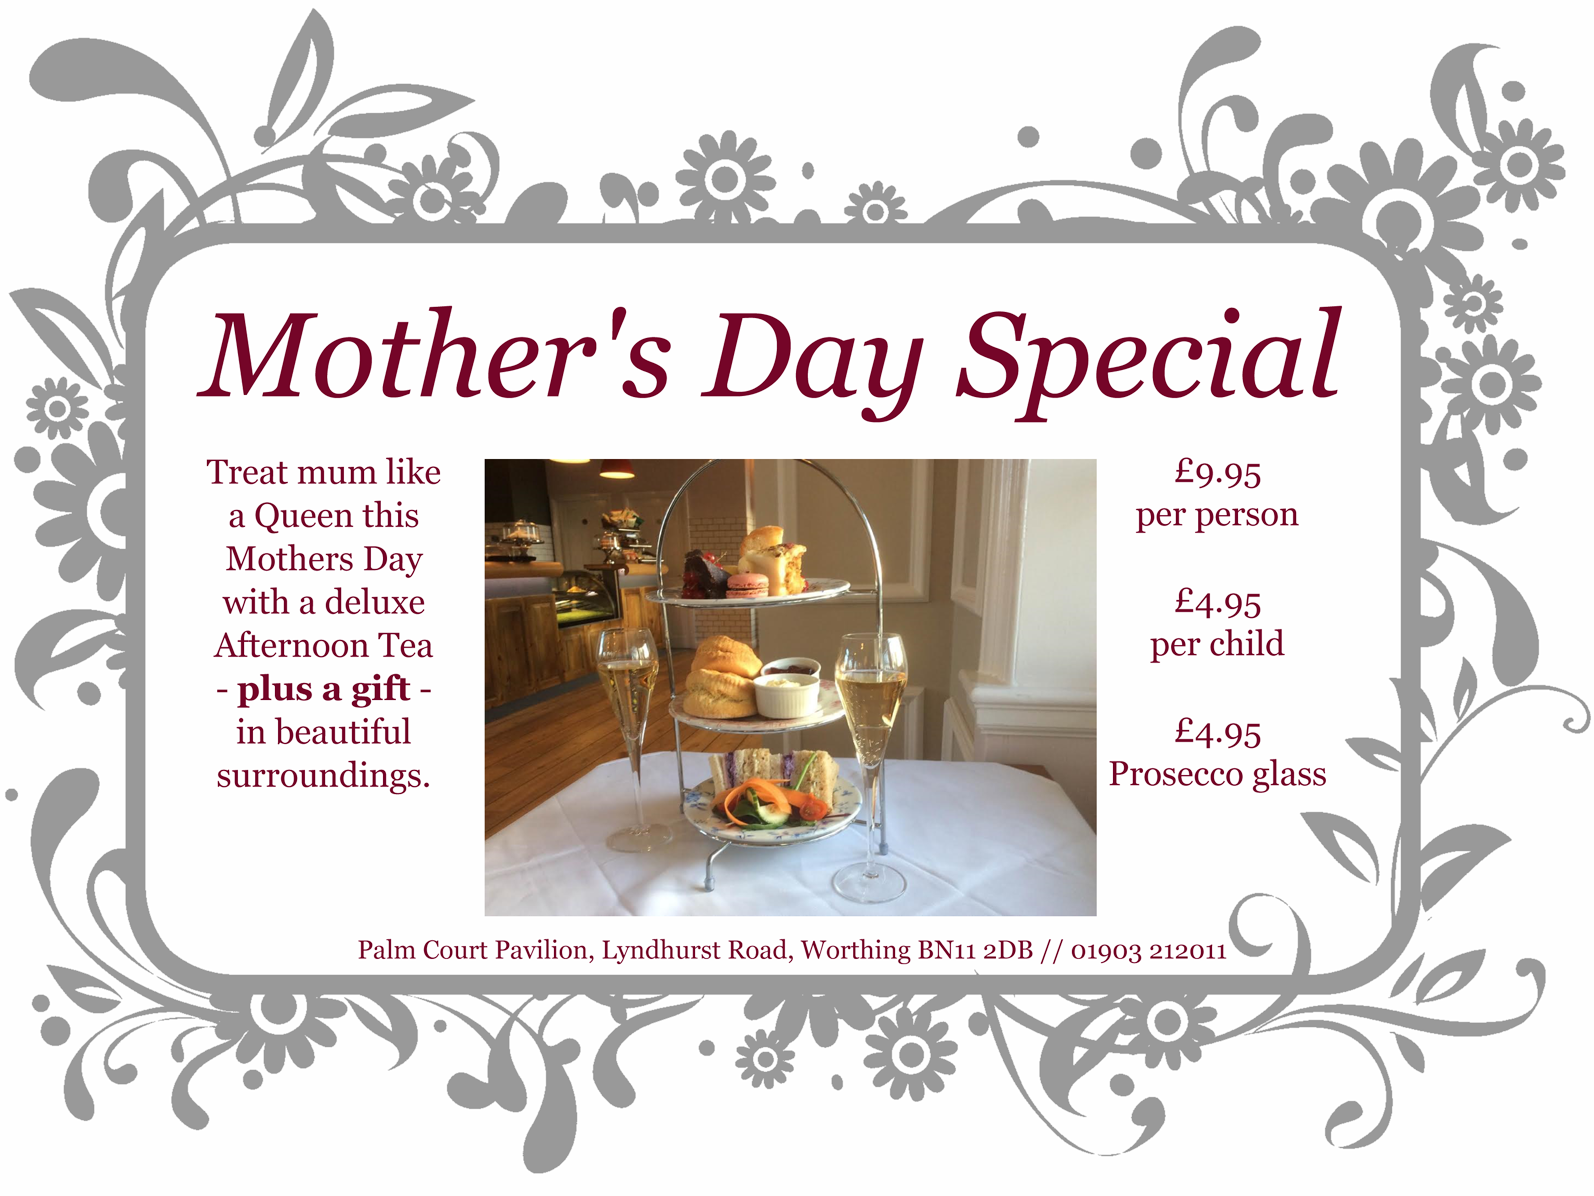 Mother's Day Special
Treat mum like
a Queen this
Mothers Day
with a deluxe
Afternoon Tea
- plus a gift -
in beautiful
surroundings.
£9.95
per person
£4.95
per child
£4.95
Prosecco glass
Palm Court Pavilion, Lyndhurst Road, Worthing BN11 2DB // 01903 212011